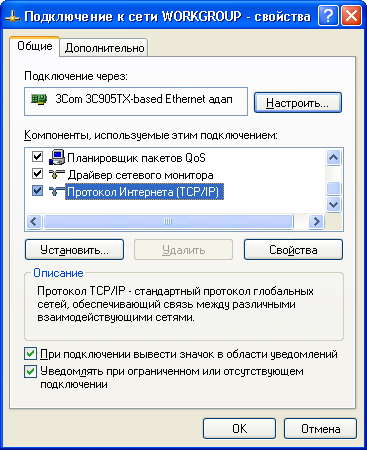 Подключение к сети WORKGROUP - свойства
Общие Дополнительно
Подключение через:
3Com 3C905TX-based Ethernet адап
Настроить...
Компоненты, используемые этим подключением:
Планировщик пакетов QoS
Драйвер сетевого монитора
Протокол Интернета (TCP/IP)
Установить... Удалить Свойства
Описание
Протокол TCP/IP - стандартный протокол глобальных
сетей, обеспечивающий связь между различными
взаимодействующими сетями.
При подключении вывести значок в области уведомлений
Уведомлять при ограниченном или отсутствующем
подключении
OK Отмена